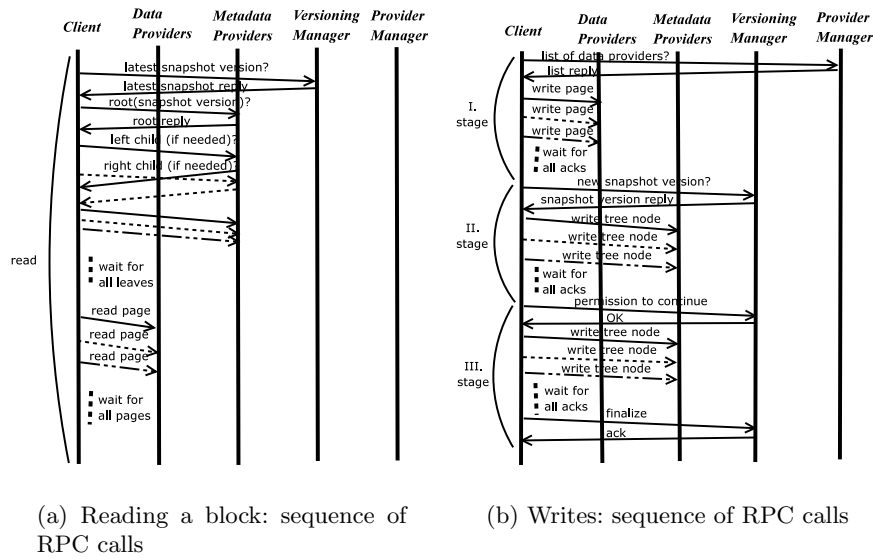 Client
Data
Providers
Metadata
Providers
Versioning
Manager
Provider
Manager
latest snapshot version?
latest snapshot reply
root(snapshot version)?
root reply
left child (if needed)?
right child (if needed)?
read
wait for
all leaves
read page
read page
read page
wait for
all pages
(a) Reading a block: sequence of
RPC calls
Client
Data
Providers
Metadata
Providers
Versioning
Manager
Provider
Manager
list of data providers?
list reply
write page
write page
write page
I.
stage
wait for
all acks
new snapshot version?
snapshot version reply
write tree node
write tree node
write tree node
II.
stage
wait for
all acks
permission to continue
OK
write tree node
write tree node
write tree node
III.
stage
wait for
all acks
finalize
ack
(b) Writes: sequence of RPC calls